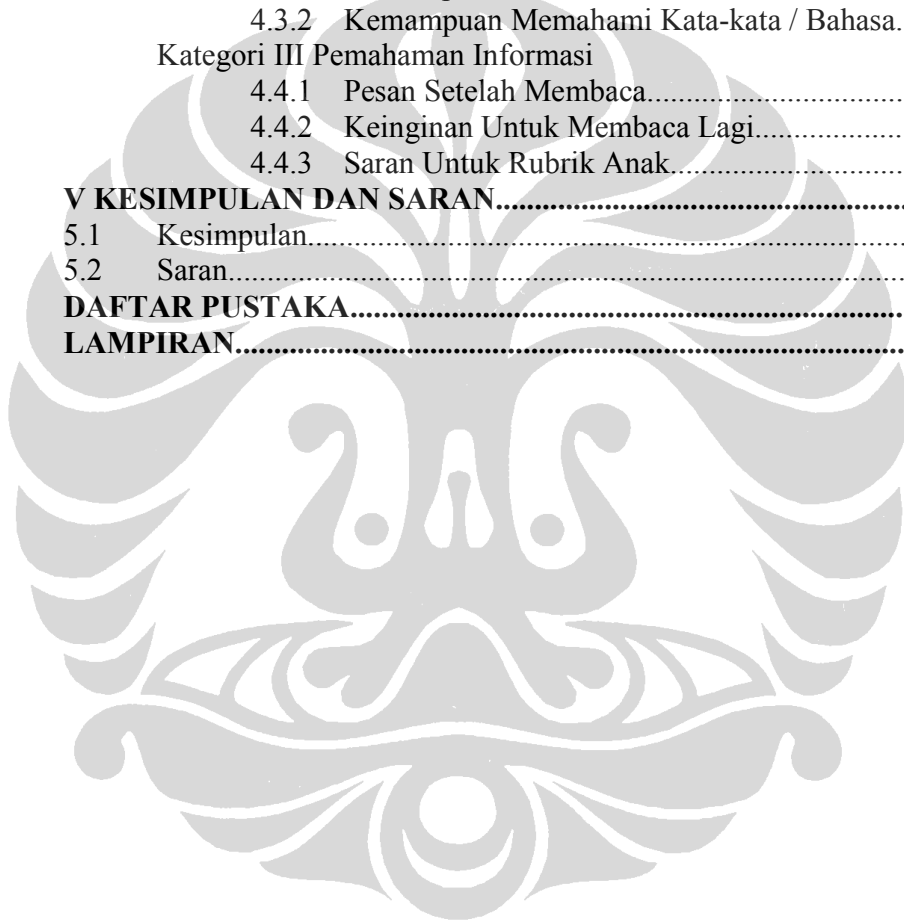 4.3.2 Kemampuan Memahami Kata-kata / Bahasa.
Kategori III Pemahaman Informasi
4.4.1 Pesan Setelah Membaca................................
4.4.2 Keinginan Untuk Membaca Lagi....................
4.4.3 Saran Untuk Rubrik Anak..............................
V KESIMPULAN DAN SARAN................................................
5.1 Kesimpulan........................................................................
5.2 Saran...................................................................................
DAFTAR PUSTAKA..................................................................
LAMPIRAN.................................................................................